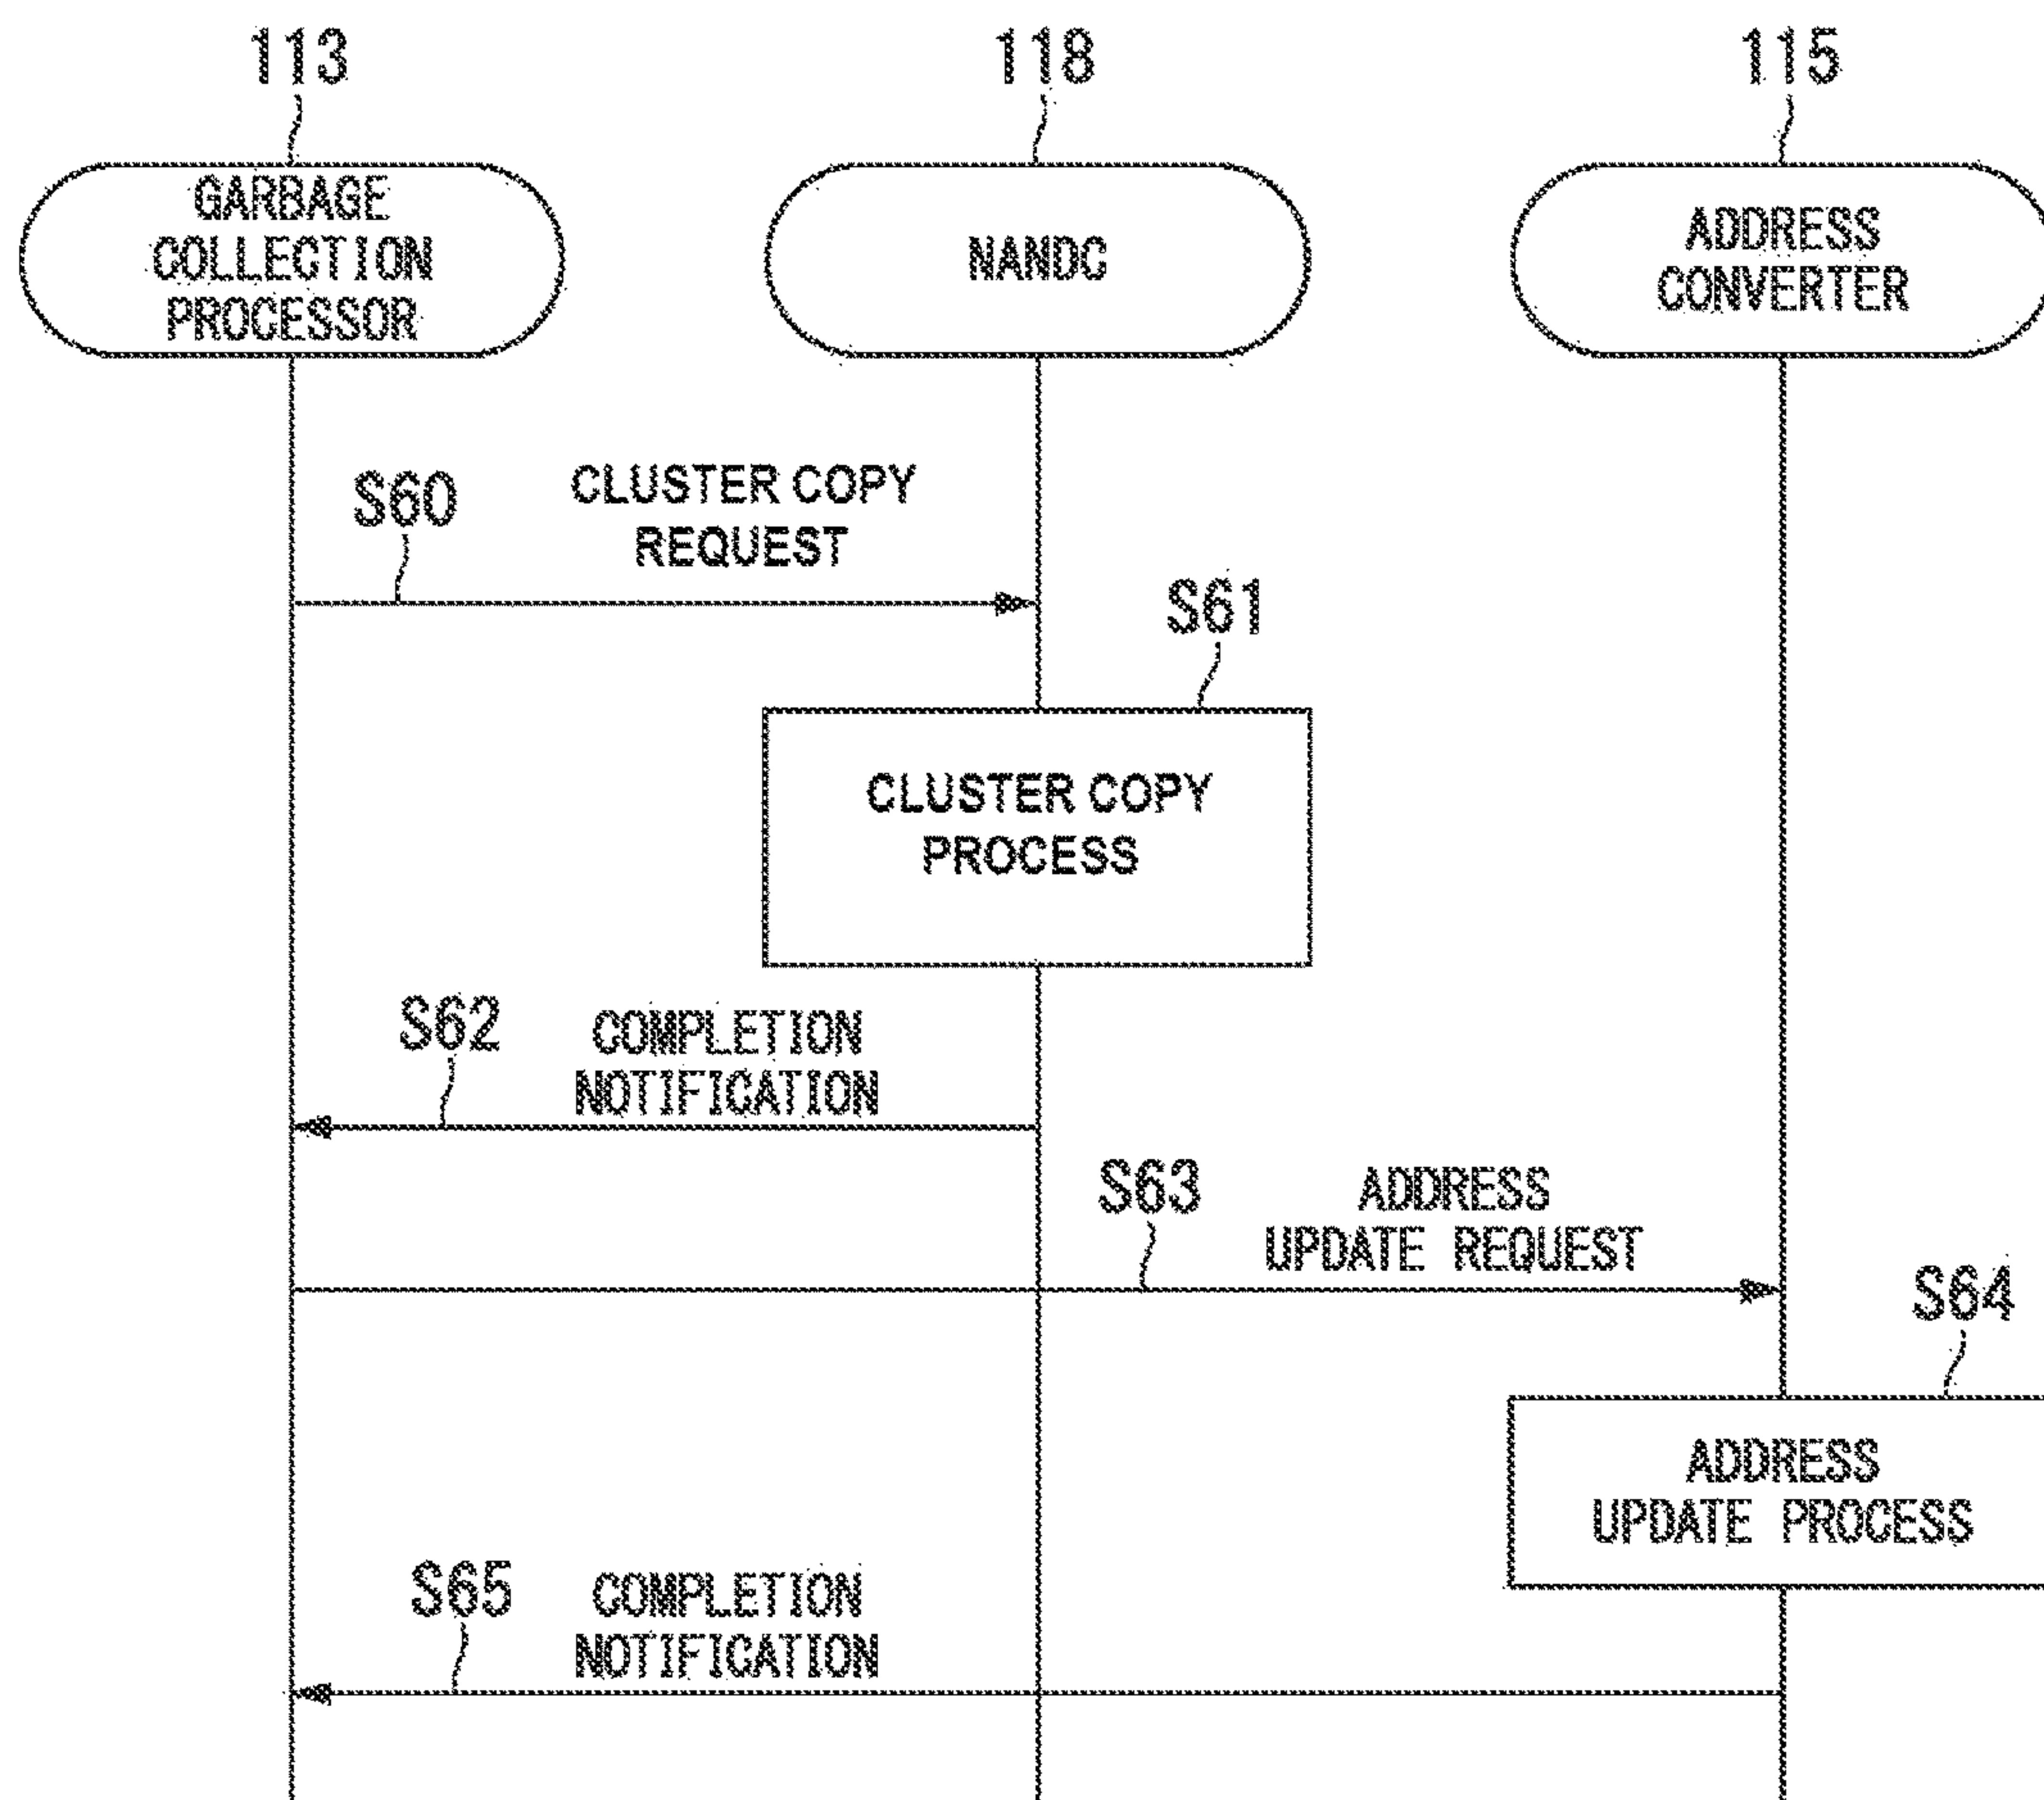 113
118
115
GARBAGE
COLLECTION
PROCESSOR
NANDC
ADDRESS
CONVERTER
S60
CLUSTER COPY
REQUEST
S61
CLUSTER COPY
PROCESS
S62
COMPLETION
NOTIFICATION
S63
ADDRESS
UPDATE REQUEST
S64
ADDRESS
UPDATE PROCESS
S65
COMPLETION
NOTIFICATION